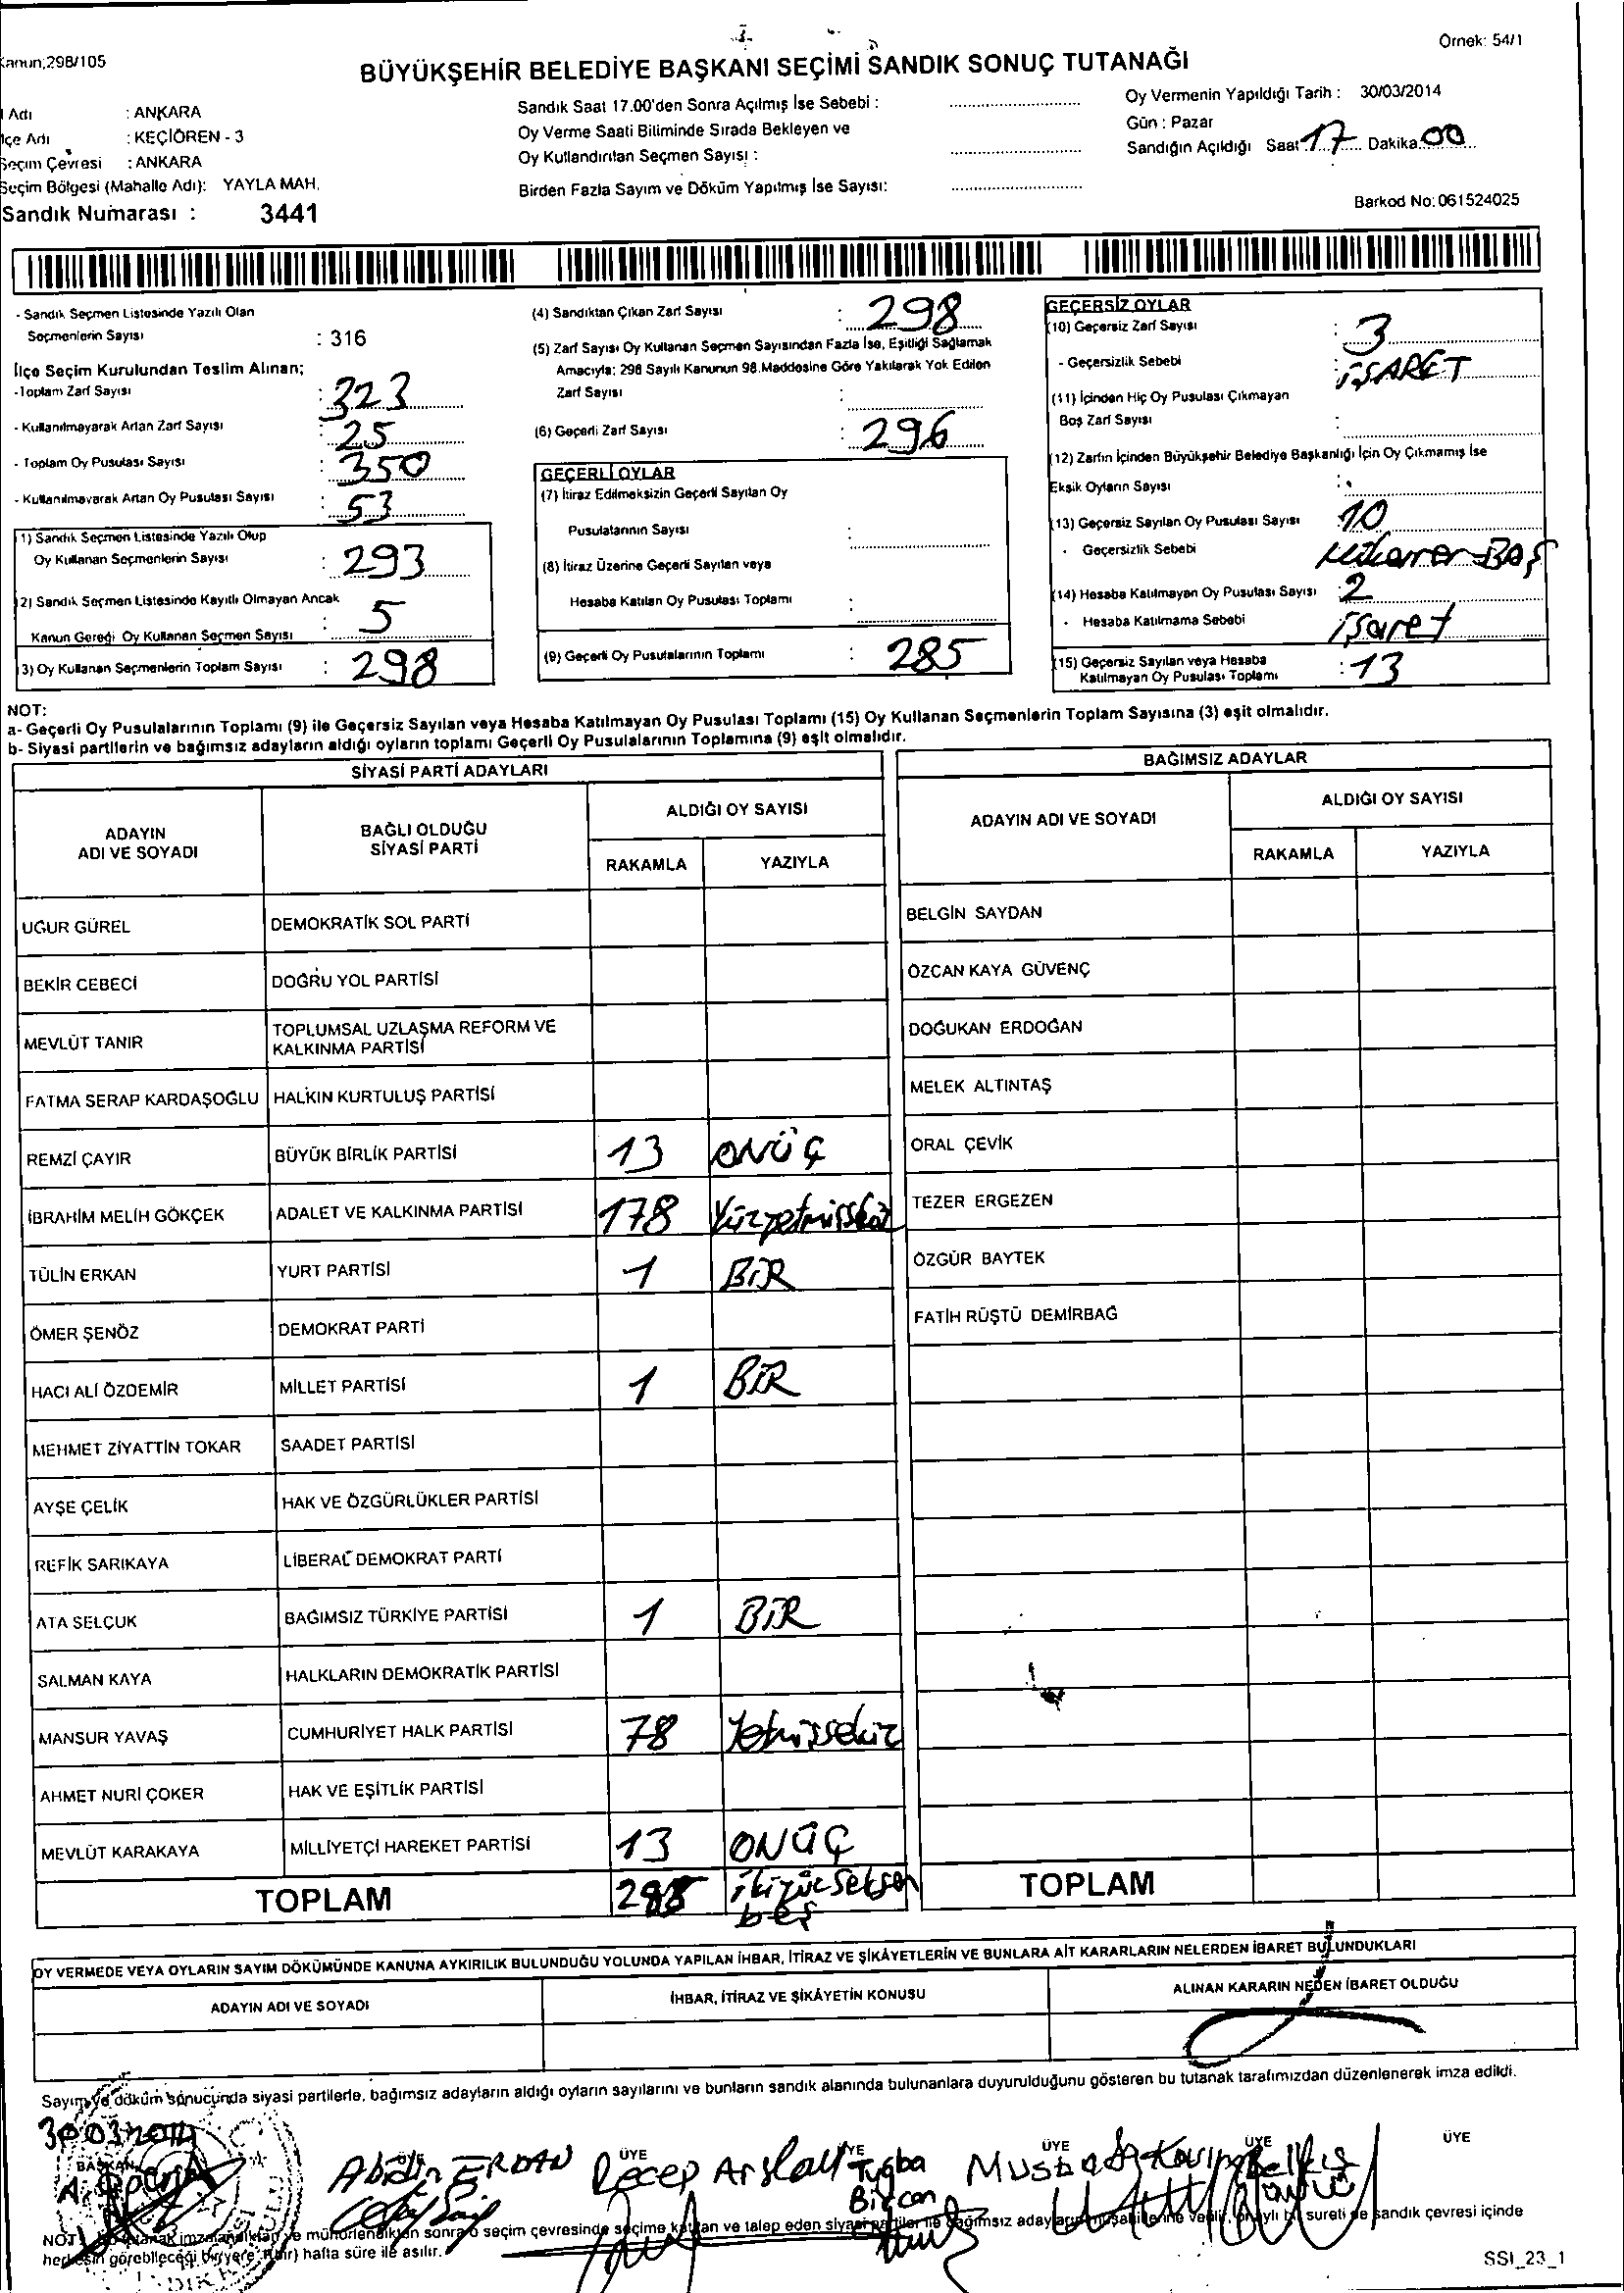 Kanun;298/105
Örnek: 54/1
BÜYÜKŞEHİR BELEDİYE BAŞKANI SEÇİMİ SANDIK SONUÇ TUTANAĞI
Adı : ANKARA
Adı : KEÇİÖREN - 3
Seçim Çevresi : ANKARA
Seçim Bölgesi (Mahalle Adı): YAYLA MAH.
Sandık Numarası : 3441
Sandık Saat 17.00'den Sonra Açılmış İse Sebebi :
Oy Verme Saati Bitiminde Sırada Bekleyen ve
Oy Kullandırılan Seçmen Sayısı :
Birden Fazla Sayım ve Döküm Yapılmış İse Sayısı:
Oy Vermenin Yapıldığı Tarih : 30/03/2014
Gün : Pazar
Sandığın Açıldığı Saat 17 Dakika 00
Barkod No:061524025
- Sandık Seçmen Listesinde Yazılı Olan
Seçmenlerin Sayısı : 316
İlçe Seçim Kurulundan Teslim Alınan;
-Toplam Zarf Sayısı : 323
- Kullanılmayarak Artan Zarf Sayısı : 25
- Toplam Oy Pusulası Sayısı : 350
- Kullanılmayarak Artan Oy Pusulası Sayısı : 53
1) Sandık Seçmen Listesinde Yazılı Olup
Oy Kullanan Seçmenlerin Sayısı : 293
2) Sandık Seçmen Listesinde Kayıtlı Olmayan Ancak
Kanun Gereği Oy Kullanan Seçmen Sayısı : 5
3) Oy Kullanan Seçmenlerin Toplam Sayısı : 298
(4) Sandıktan Çıkan Zarf Sayısı : 298
(5) Zarf Sayısı Oy Kullanan Seçmen Sayısından Fazla İse, Eşitliği Sağlamak
Amacıyla; 298 Sayılı Kanunun 98.Maddesine Göre Yakılarak Yok Edilen
Zarf Sayısı :
(6) Geçerli Zarf Sayısı : 296
GEÇERLİ OYLAR
(7) İtiraz Edilmeksizin Geçerli Sayılan Oy
Pusulalarının Sayısı :
(8) İtiraz Üzerine Geçerli Sayılan veya
Hesaba Katılan Oy Pusulası Toplamı :
(9) Geçerli Oy Pusulalarının Toplamı : 285
GEÇERSİZ OYLAR
(10) Geçersiz Zarf Sayısı : 3
- Geçersizlik Sebebi İŞARET
(11) İçinden Hiç Oy Pusulası Çıkmayan
Boş Zarf Sayısı :
(12) Zarfın İçinden Büyükşehir Belediye Başkanlığı İçin Oy Çıkmamış İse
Eksik Oyların Sayısı :
(13) Geçersiz Sayılan Oy Pusulası Sayısı 10
- Geçersizlik Sebebi Mükerrer-BOŞ
(14) Hesaba Katılmayan Oy Pusulası Sayısı : 2
- Hesaba Katılmama Sebebi işaret
(15) Geçersiz Sayılan veya Hesaba
Katılmayan Oy Pusulası Toplamı : 13
NOT:
a- Geçerli Oy Pusulalarının Toplamı (9) ile Geçersiz Sayılan veya Hesaba Katılmayan Oy Pusulası Toplamı (15) Oy Kullanan Seçmenlerin Toplam Sayısına (3) eşit olmalıdır.
b- Siyasi partilerin ve bağımsız adayların aldığı oyların toplamı Geçerli Oy Pusulalarının Toplamına (9) eşit olmalıdır.
SİYASİ PARTİ ADAYLARI
ADAYIN ADI VE SOYADI
BAĞLI OLDUĞU SİYASİ PARTİ
ALDIĞI OY SAYISI
RAKAMLA YAZIYLA
UĞUR GÜREL DEMOKRATİK SOL PARTİ
BEKİR CEBECİ DOĞRU YOL PARTİSİ
MEVLÜT TANIR TOPLUMSAL UZLAŞMA REFORM VE KALKINMA PARTİSİ
FATMA SERAP KARDAŞOĞLU HALKIN KURTULUŞ PARTİSİ
REMZİ ÇAYIR BÜYÜK BİRLİK PARTİSİ 13 ONÜÇ
İBRAHİM MELİH GÖKÇEK ADALET VE KALKINMA PARTİSİ 178 Yüzyetmişsekiz
TÜLİN ERKAN YURT PARTİSİ 1 BİR
ÖMER ŞENÖZ DEMOKRAT PARTİ
HACI ALİ ÖZDEMİR MİLLET PARTİSİ 1 BİR
MEHMET ZİYATTİN TOKAR SAADET PARTİSİ
AYŞE ÇELİK HAK VE ÖZGÜRLÜKLER PARTİSİ
REFİK SARIKAYA LİBERAL DEMOKRAT PARTİ
ATA SELÇUK BAĞIMSIZ TÜRKİYE PARTİSİ 1 BİR
SALMAN KAYA HALKLARIN DEMOKRATİK PARTİSİ
MANSUR YAVAŞ CUMHURİYET HALK PARTİSİ 78 Yetmişsekiz
AHMET NURİ ÇOKER HAK VE EŞİTLİK PARTİSİ
MEVLÜT KARAKAYA MİLLİYETÇİ HAREKET PARTİSİ 13 ONÜÇ
TOPLAM 285 ikiyüzseksen beş
BAĞIMSIZ ADAYLAR
ADAYIN ADI VE SOYADI
ALDIĞI OY SAYISI
RAKAMLA YAZIYLA
BELGİN SAYDAN
ÖZCAN KAYA GÜVENÇ
DOĞUKAN ERDOĞAN
MELEK ALTINTAŞ
ORAL ÇEVİK
TEZER ERGEZEN
ÖZGÜR BAYTEK
FATİH RÜŞTÜ DEMİRBAĞ
TOPLAM
OY VERMEDE VEYA OYLARIN SAYIM DÖKÜMÜNDE KANUNA AYKIRILIK BULUNDUĞU YOLUNDA YAPILAN İHBAR, İTİRAZ VE ŞİKÂYETLERİN VE BUNLARA AİT KARARLARIN NELERDEN İBARET BULUNDUKLARI
ADAYIN ADI VE SOYADI
İHBAR, İTİRAZ VE ŞİKÂYETİN KONUSU
ALINAN KARARIN NEDEN İBARET OLDUĞU
Sayım ve döküm sonucunda siyasi partilerle, bağımsız adayların aldığı oyların sayılarını ve bunların sandık alanında bulunanlara duyurulduğunu gösteren bu tutanak tarafımızdan düzenlenerek imza edildi.
30032014
BAŞKAN ÜYE ÜYE ÜYE ÜYE ÜYE
Abidin ERDAN Recep Arslan Tuğba Bircan Mustafa
NOT: tutanak imzalandıktan ve mühürlendikten sonra o seçim çevresinde seçime katılan ve talep eden siyasi partiler ile bağımsız adayların müşahitlerine verilir, onaylı bir sureti de sandık çevresi içinde
herkesin görebileceği bir yere (bir) hafta süre ile asılır.
SSI_23_1